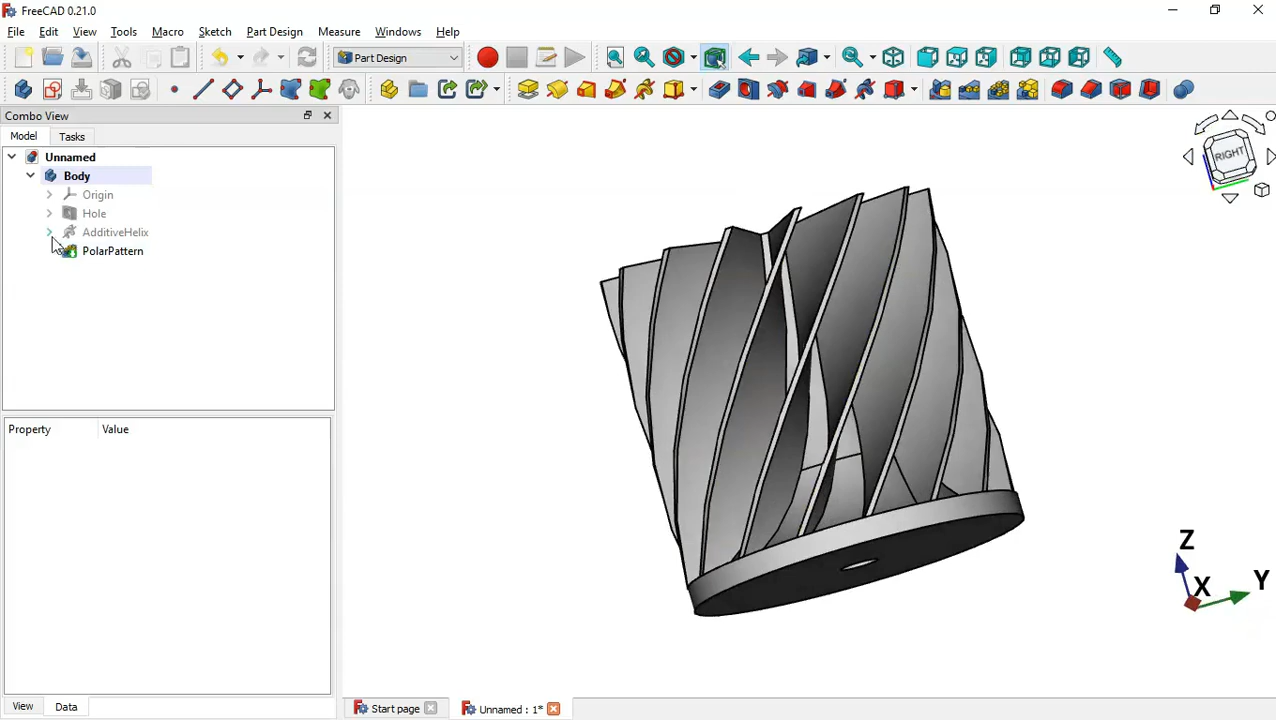 FreeCAD 0.21.0
File Edit View Tools Macro Sketch Part Design Measure Windows Help
Part Design
Combo View
Model Tasks
Unnamed
Body
Origin
Hole
AdditiveHelix
PolarPattern
Property Value
View Data
Start page Unnamed : 1*
RIGHT
Z
Y
X